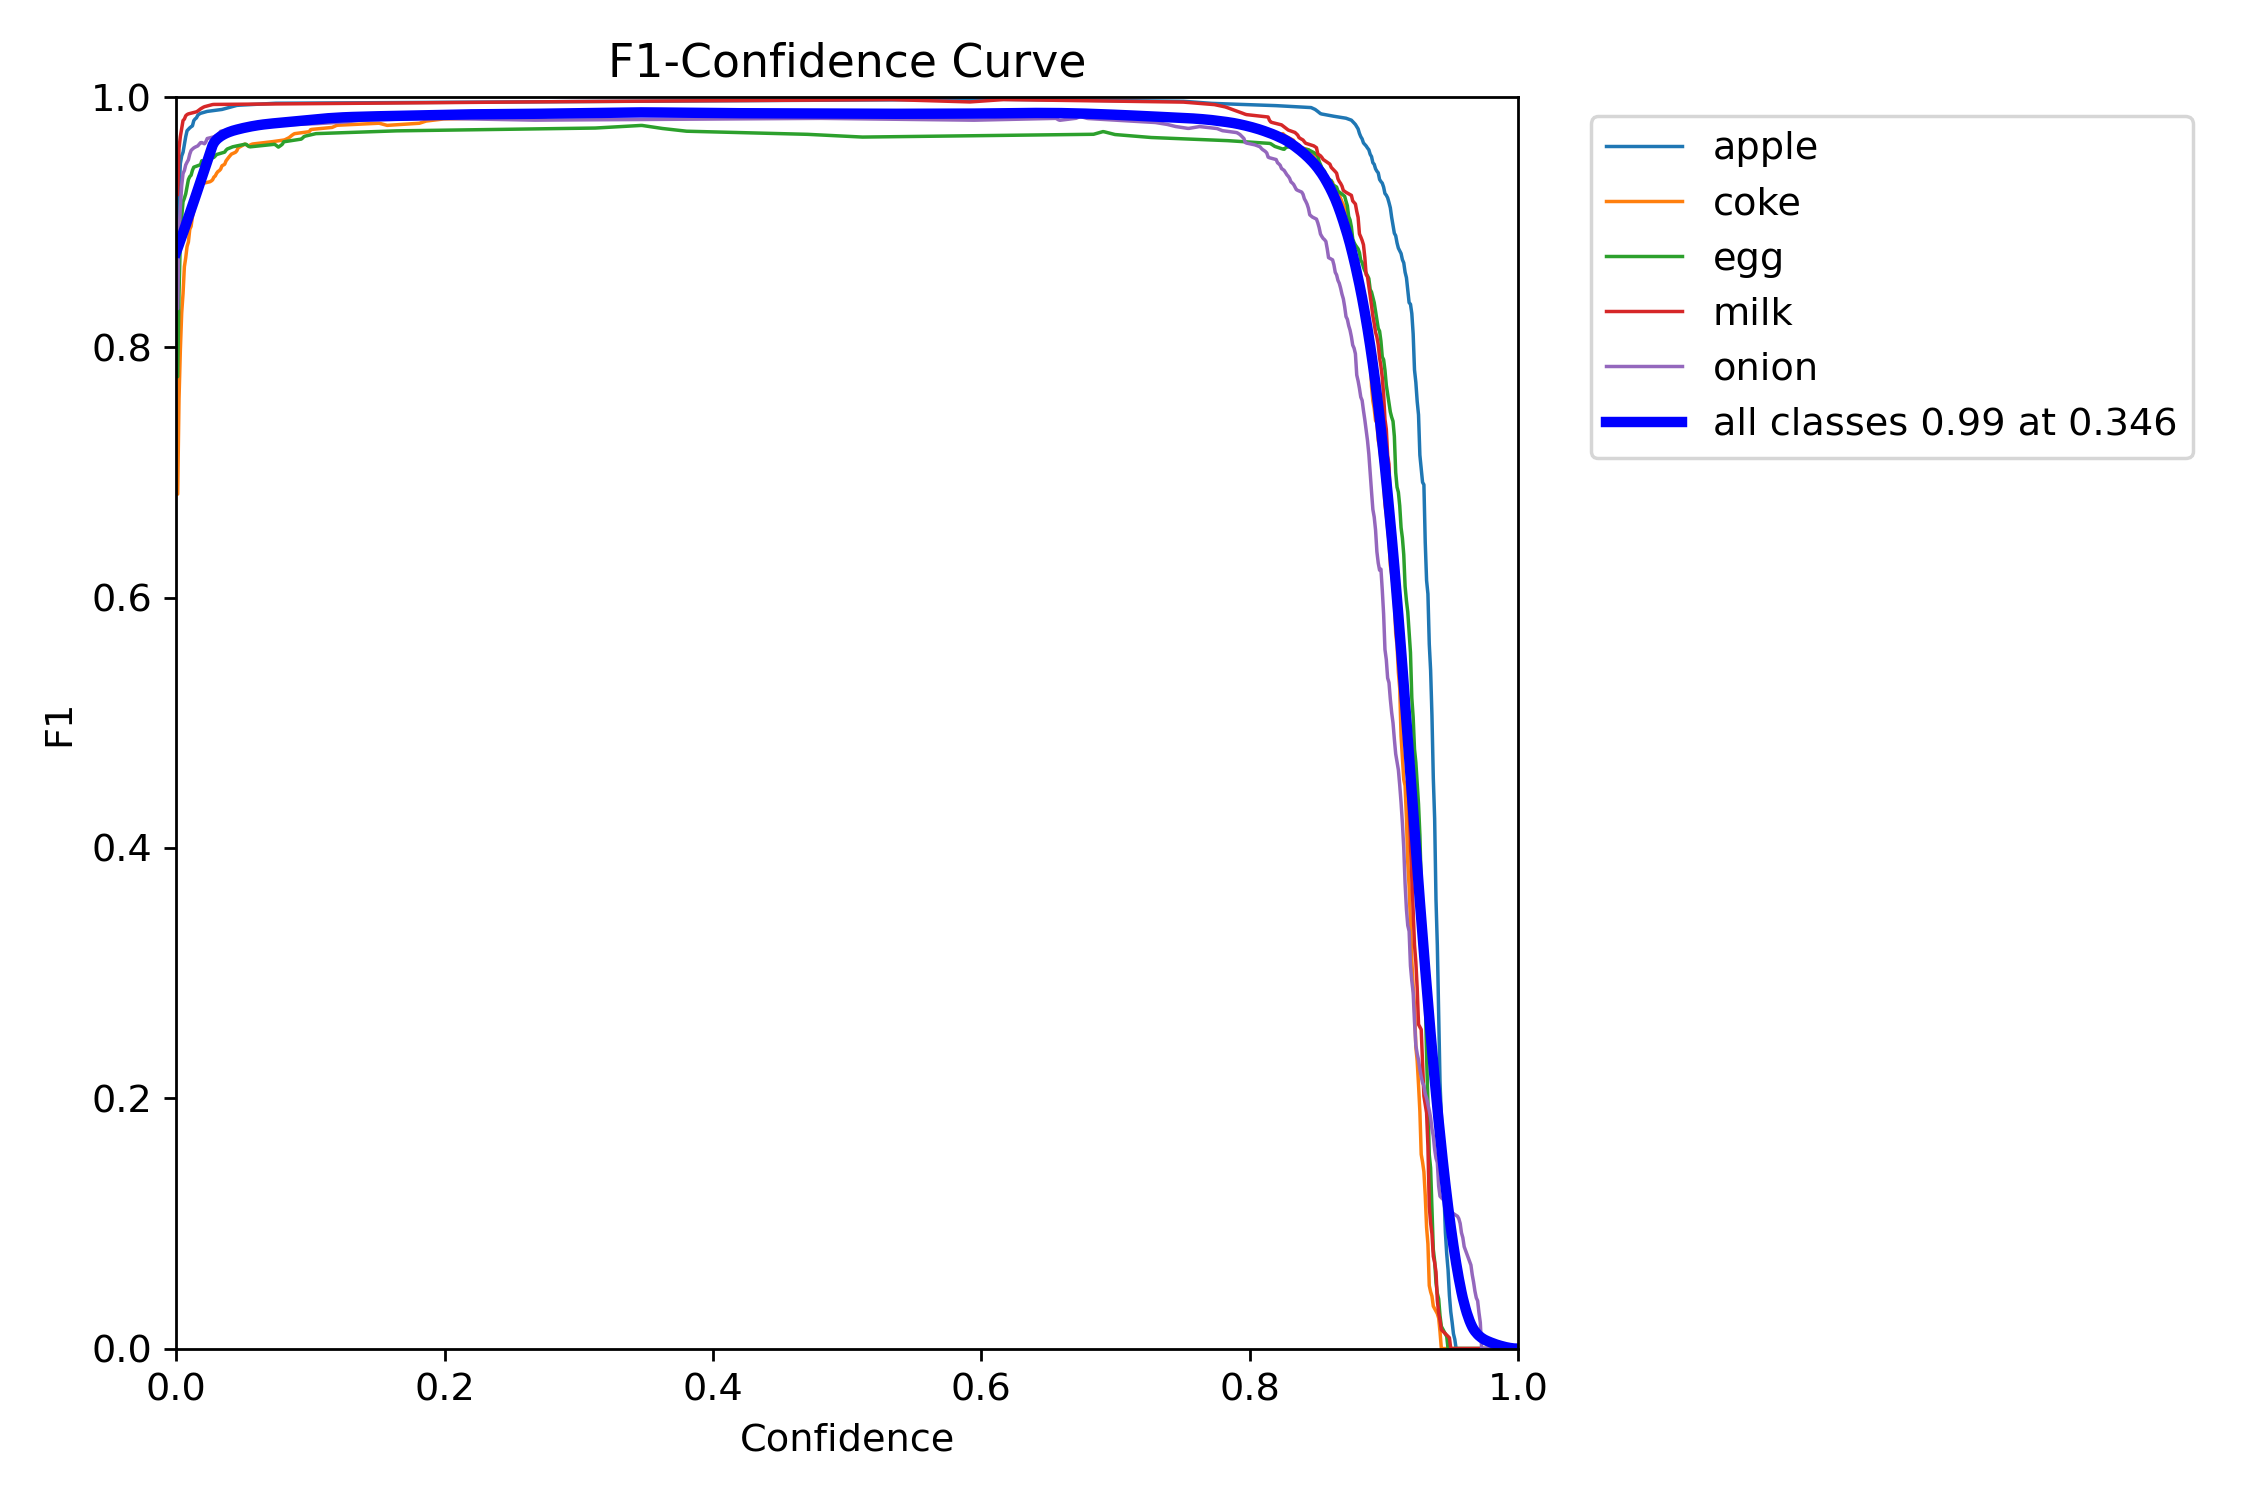 F1-Confidence Curve
1.0
0.8
0.6
0.4
0.2
0.0
F1
0.0 0.2 0.4 0.6 0.8 1.0
Confidence
apple
coke
egg
milk
onion
all classes 0.99 at 0.346